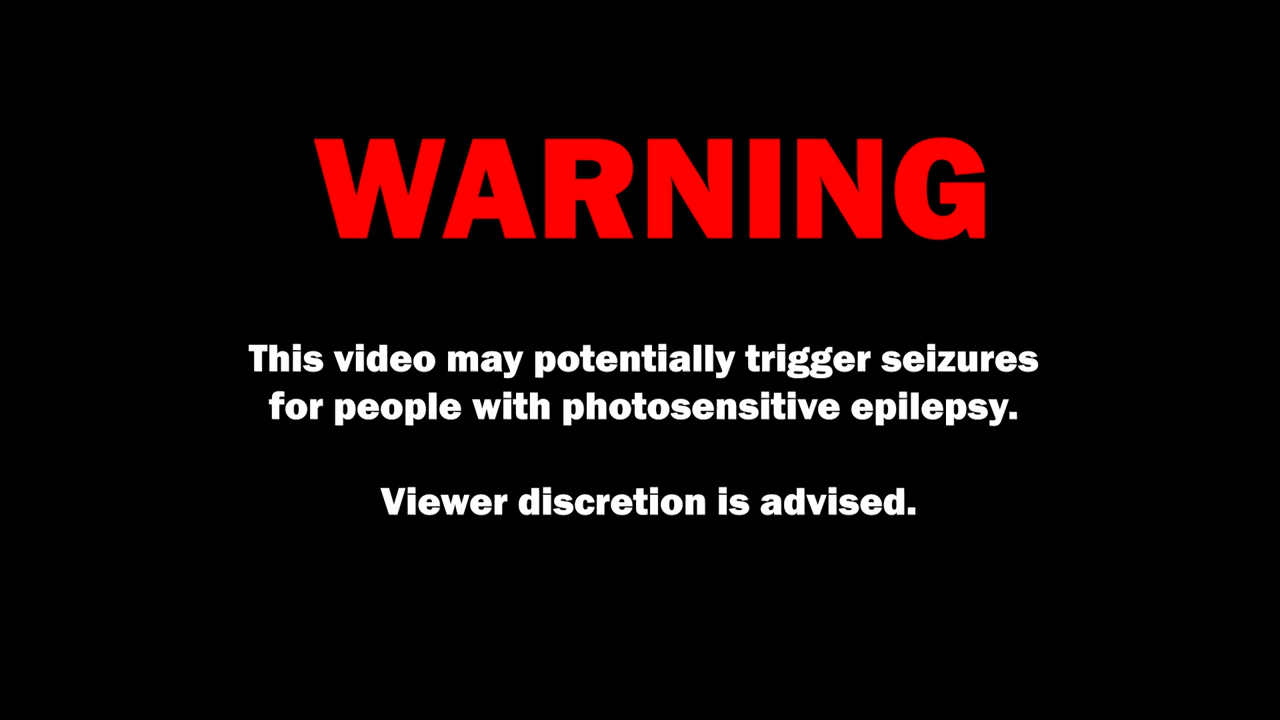 WARNING
This video may potentially trigger seizures
for people with photosensitive epilepsy.
Viewer discretion is advised.